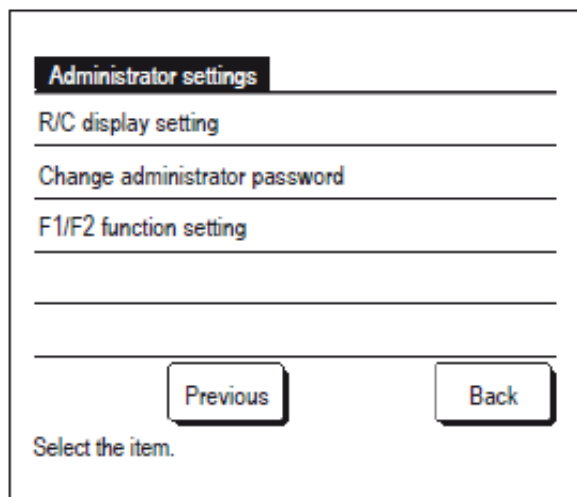 Administrator settings
R/C display setting
Change administrator password
F1/F2 function setting
Previous
Back
Select the item.